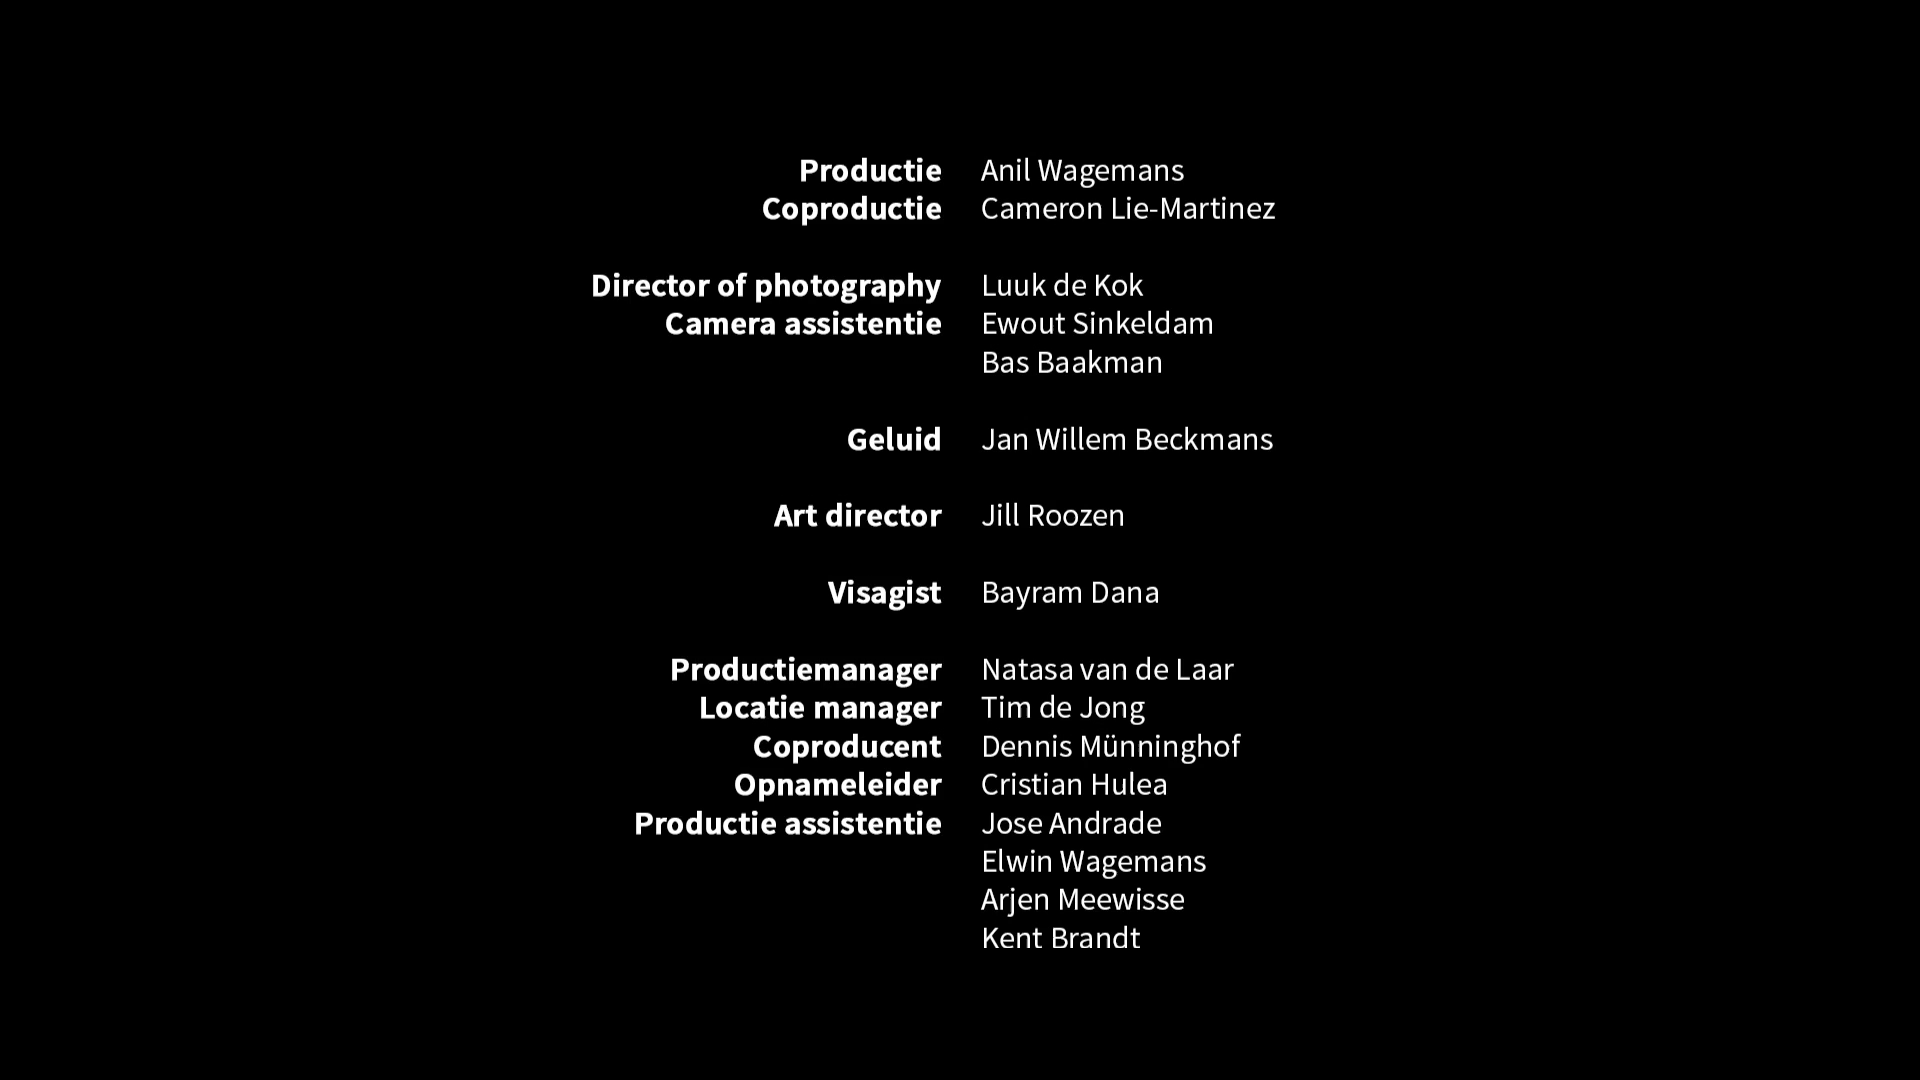 Productie Anil Wagemans
Coproductie Cameron Lie-Martinez
Director of photography Luuk de Kok
Camera assistentie Ewout Sinkeldam
Bas Baakman
Geluid Jan Willem Beckmans
Art director Jill Roozen
Visagist Bayram Dana
Productiemanager Natasa van de Laar
Locatie manager Tim de Jong
Coproducent Dennis Münninghof
Opnameleider Cristian Hulea
Productie assistentie Jose Andrade
Elwin Wagemans
Arjen Meewisse
Kent Brandt